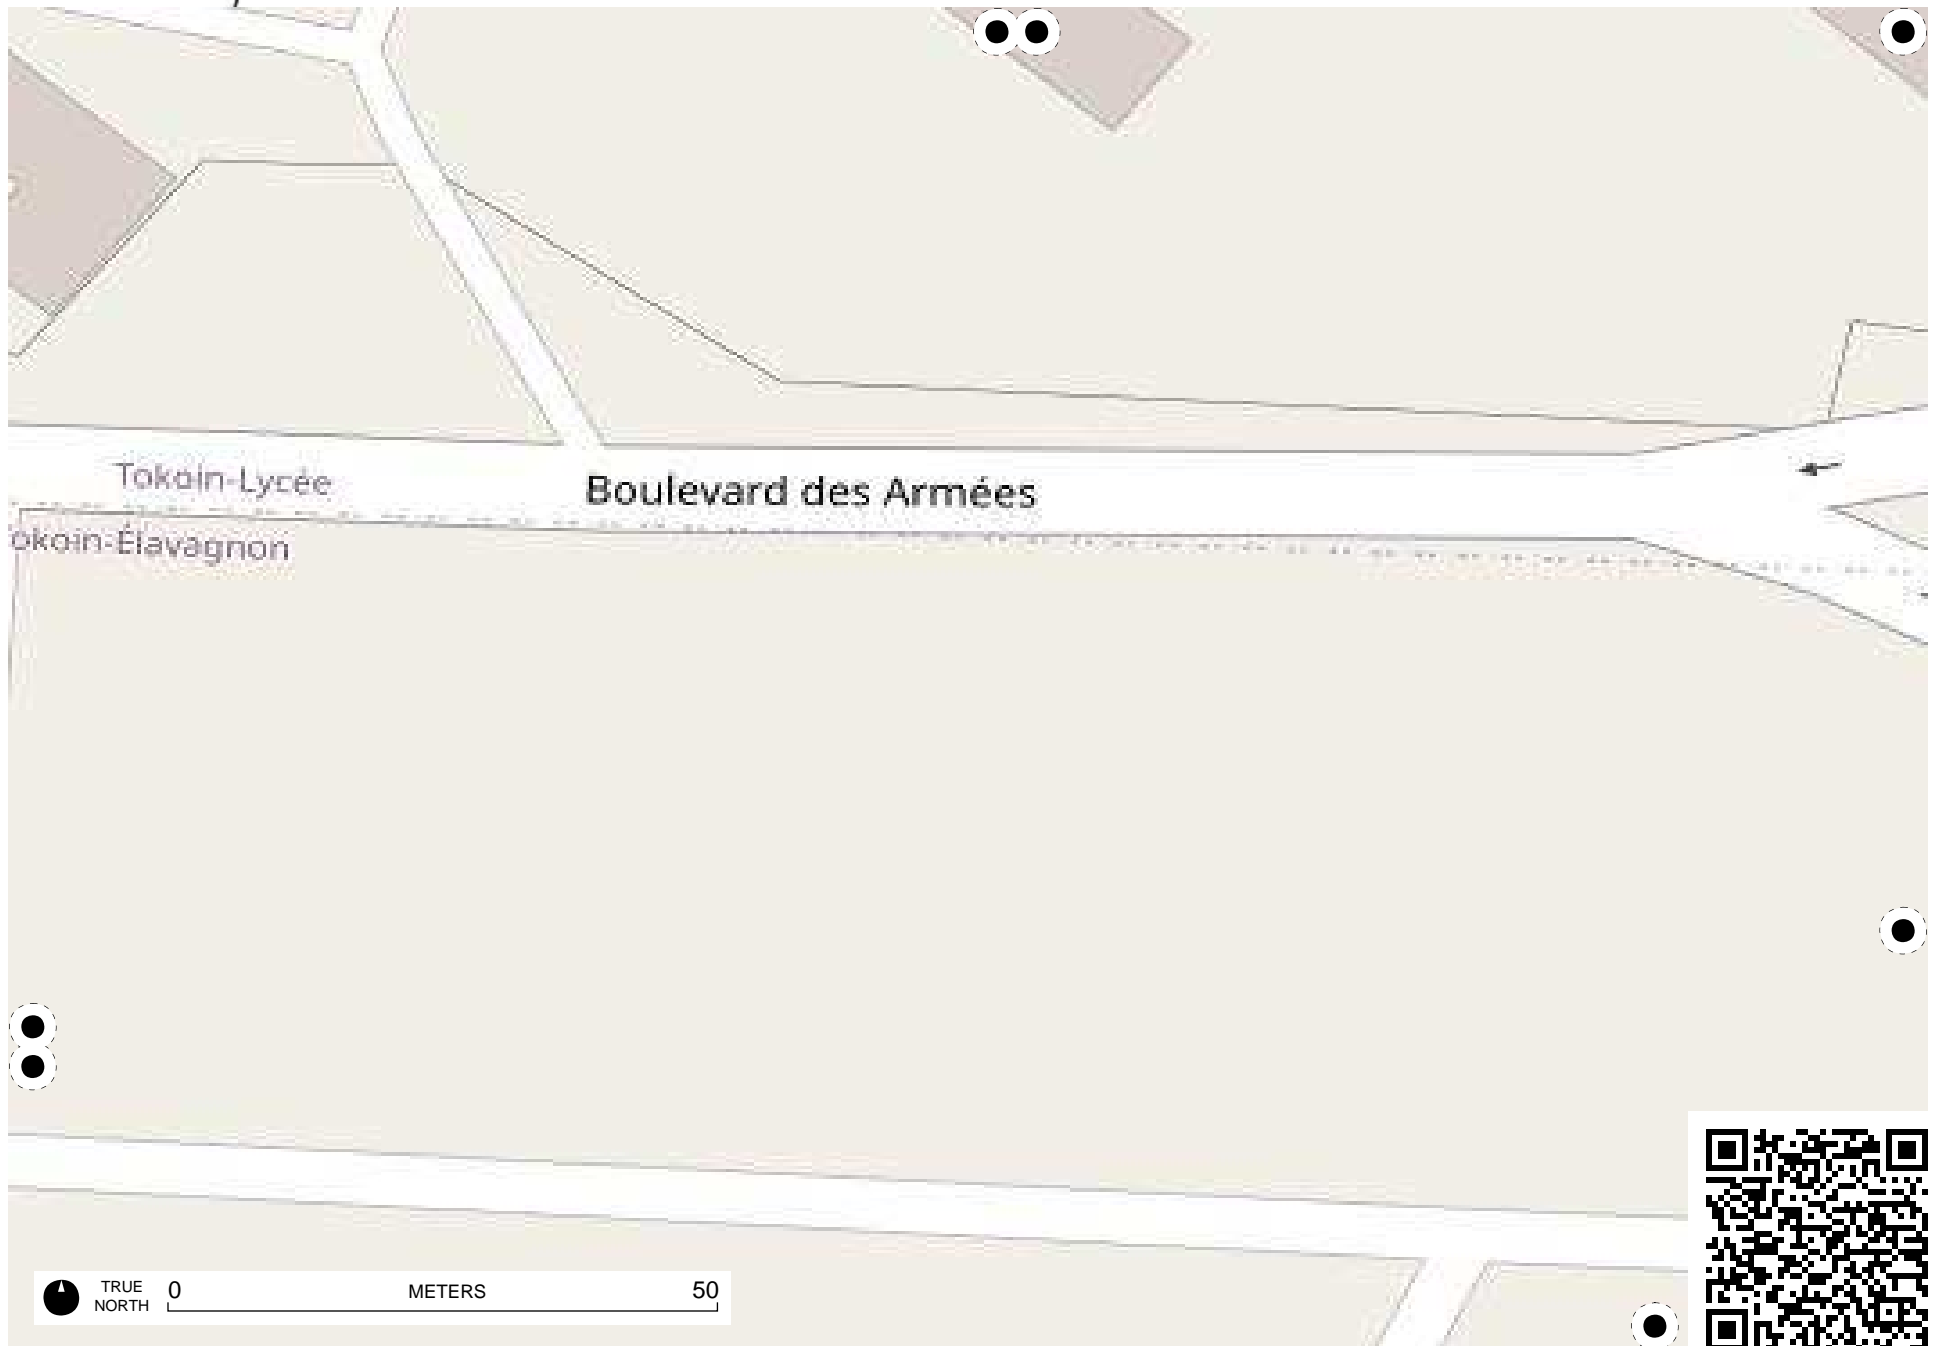 Tokoin-Lycée
Boulevard des Armées
okoin-Élavagnon
TRUE
NORTH
0 METERS 50